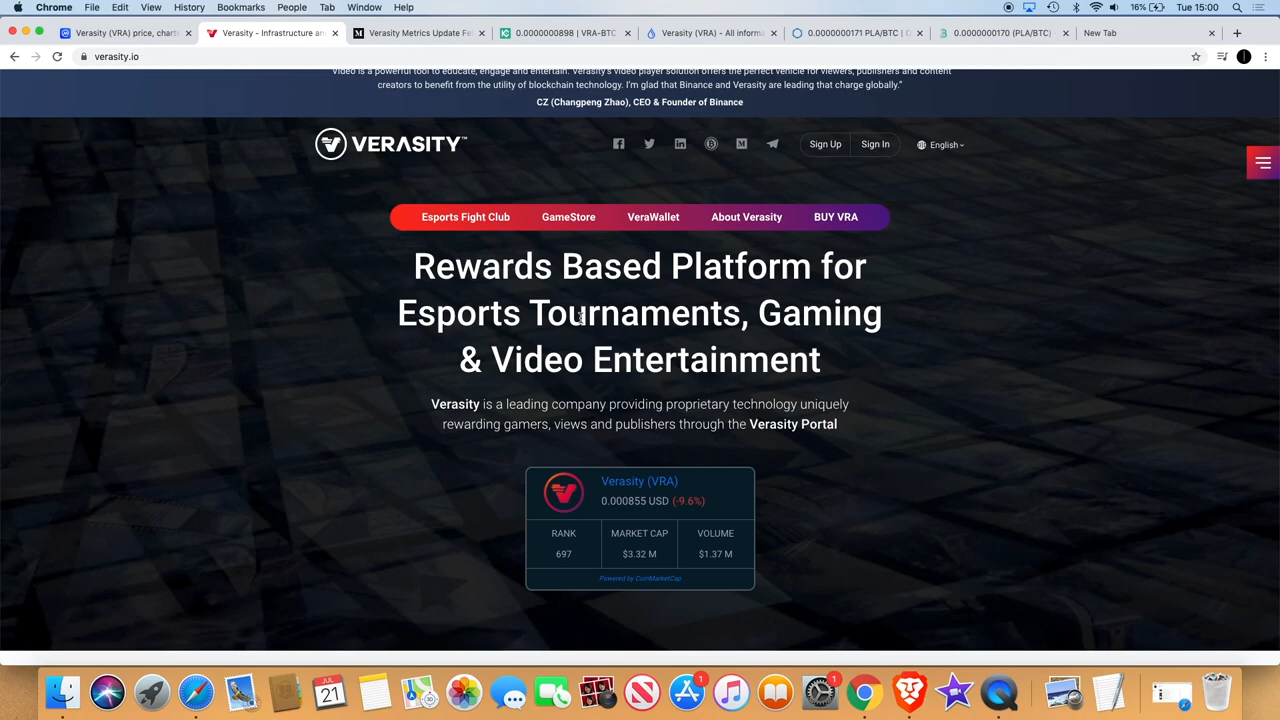 Chrome File Edit View History Bookmarks People Tab Window Help 16% Tue 15:00
Verasity (VRA) price, charts
Verasity - Infrastructure an
Verasity Metrics Update Fe
0.0000000898 | VRA-BTC
Verasity (VRA) - All informa
0.0000000171 PLA/BTC |
0.0000000170 (PLA/BTC)
New Tab
verasity.io
Video is a powerful tool to educate, engage and entertain. Verasity's video player solution offers the perfect vehicle for viewers, publishers and content
creators to benefit from the utility of blockchain technology. I'm glad that Binance and Verasity are leading that charge globally.”
CZ (Changpeng Zhao), CEO & Founder of Binance
VERASITY™
Sign Up Sign In English
Esports Fight Club GameStore VeraWallet About Verasity BUY VRA
Rewards Based Platform for
Esports Tournaments, Gaming
& Video Entertainment
Verasity is a leading company providing proprietary technology uniquely
rewarding gamers, views and publishers through the Verasity Portal
Verasity (VRA)
0.000855 USD (-9.6%)
RANK MARKET CAP VOLUME
697 $3.32 M $1.37 M
Powered by CoinMarketCap
JUL
21
1
1